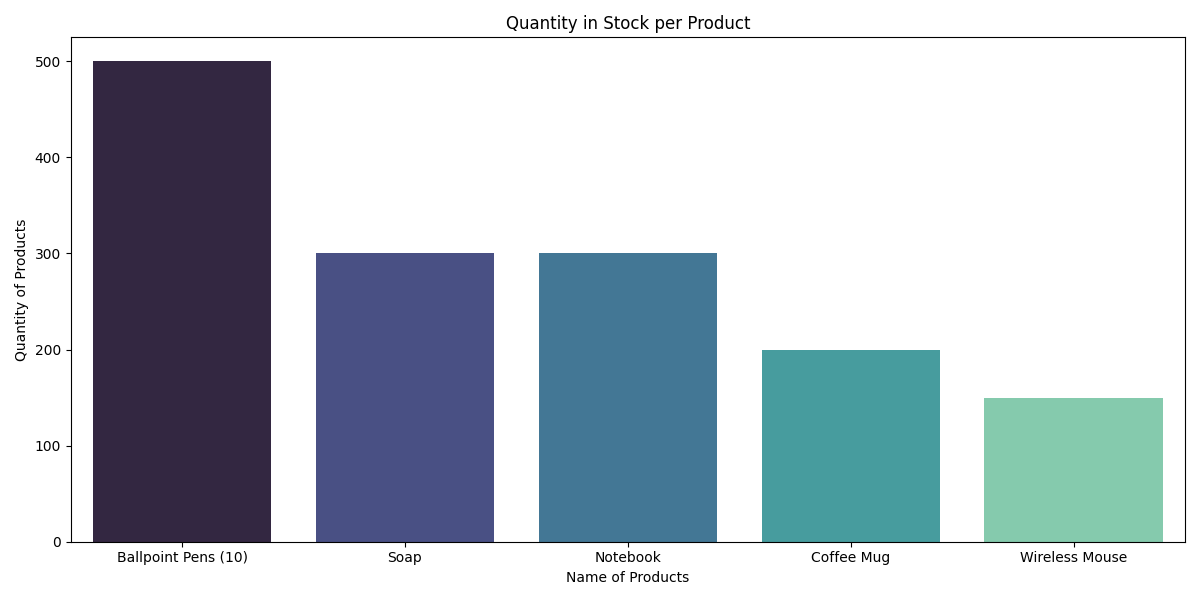 Quantity in Stock per Product
Quantity of Products
500
400
300
200
100
0
Ballpoint Pens (10)
Soap
Notebook
Coffee Mug
Wireless Mouse
Name of Products